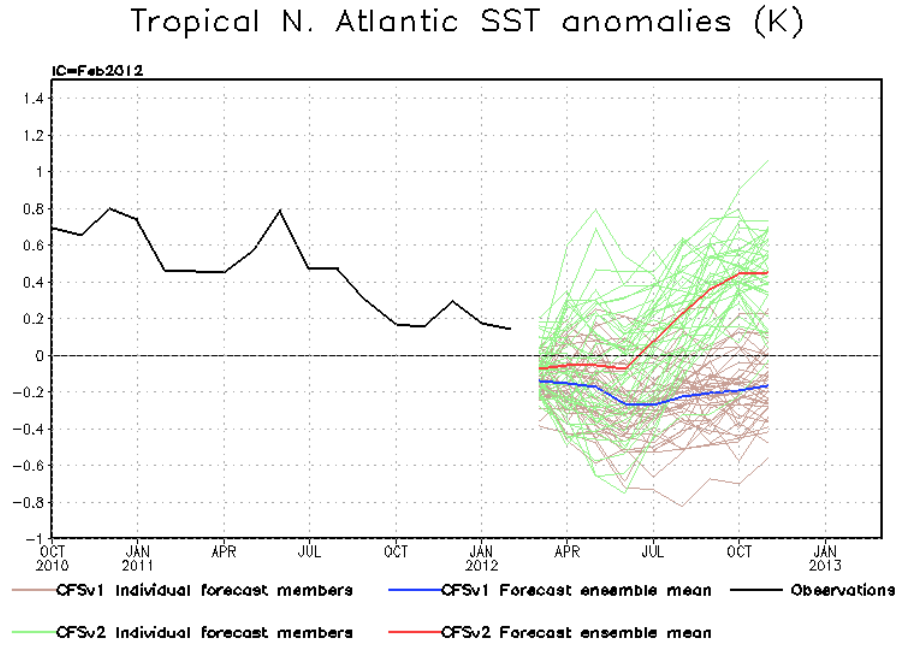 Tropical N. Atlantic SST anomalies (K)
IC=Feb2012
1.4
1.2
1
0.8
0.6
0.4
0.2
0
−0.2
−0.4
−0.6
−0.8
−1
OCT JAN APR JUL OCT JAN APR JUL OCT JAN
2010 2011 2012 2013
CFSv1 Individual forecast members CFSv1 Forecast ensemble mean Observations
CFSv2 Individual forecast members CFSv2 Forecast ensemble mean